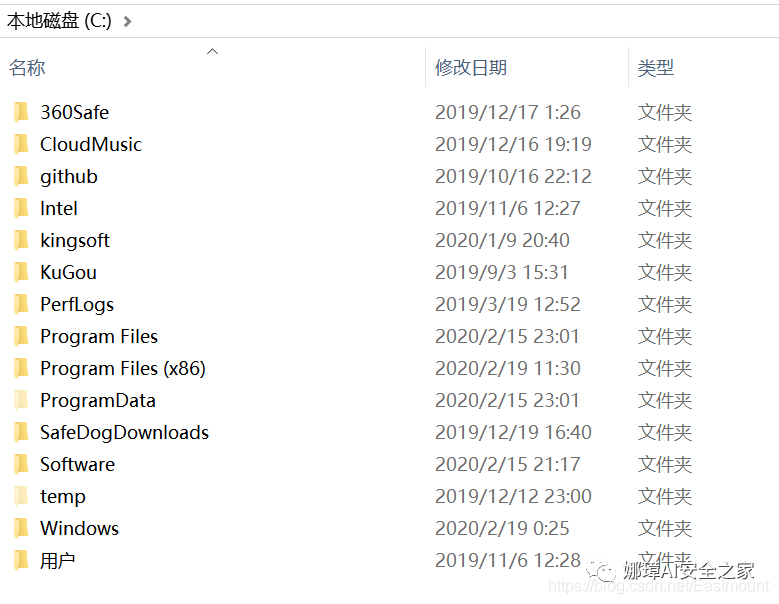 本地磁盘 (C:)
名称 修改日期 类型
360Safe 2019/12/17 1:26 文件夹
CloudMusic 2019/12/16 19:19 文件夹
github 2019/10/16 22:12 文件夹
Intel 2019/11/6 12:27 文件夹
kingsoft 2020/1/9 20:40 文件夹
KuGou 2019/9/3 15:31 文件夹
PerfLogs 2019/3/19 12:52 文件夹
Program Files 2020/2/15 23:01 文件夹
Program Files (x86) 2020/2/19 11:30 文件夹
ProgramData 2020/2/15 23:01 文件夹
SafeDogDownloads 2019/12/19 16:40 文件夹
Software 2020/2/15 21:17 文件夹
temp 2019/12/12 23:00 文件夹
Windows 2020/2/19 0:25 文件夹
用户 2019/11/6 12:28 文件夹
娜璋AI安全之家
https://blog.csdn.net/Eastmount